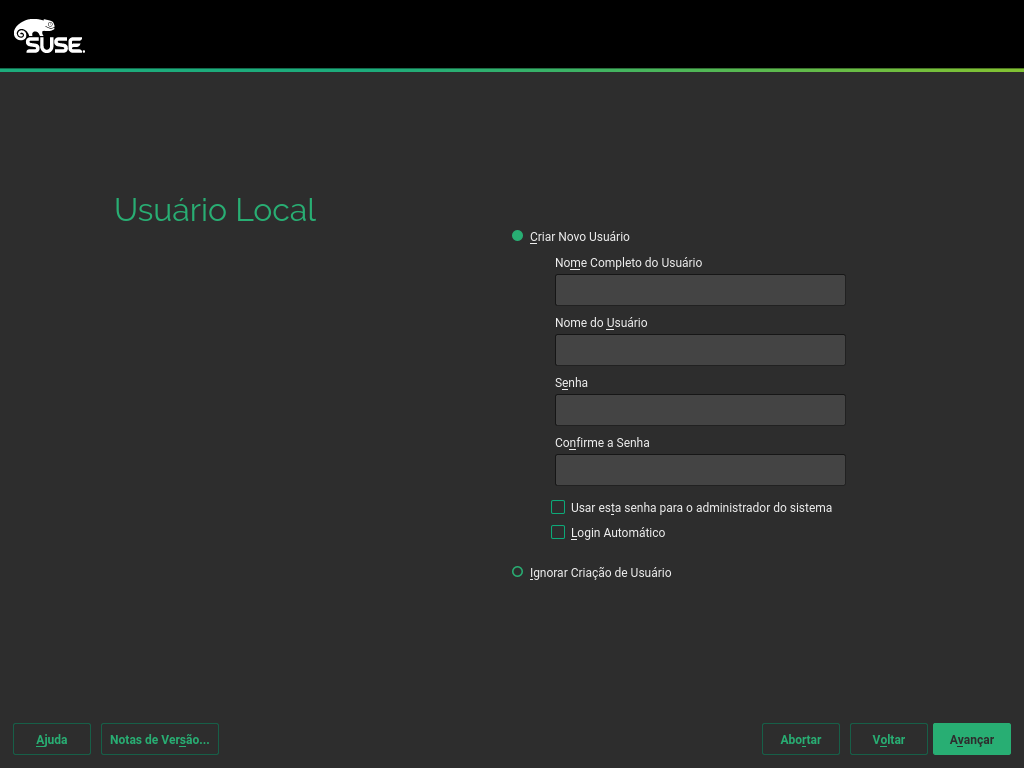 SUSE
Usuário Local
Criar Novo Usuário
Nome Completo do Usuário
Nome do Usuário
Senha
Confirme a Senha
Usar esta senha para o administrador do sistema
Login Automático
Ignorar Criação de Usuário
Ajuda Notas de Versão... Abortar Voltar Avançar